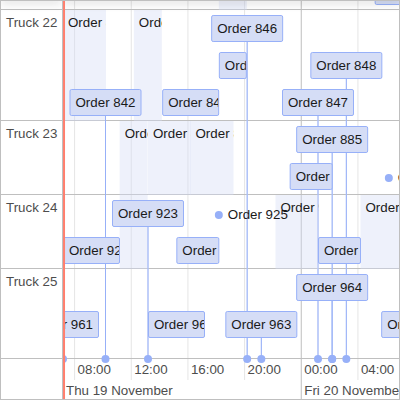 Truck 22
Order
Ord
Order 846
Ord
Order 848
Order 842
Order 84
Order 847
Truck 23
Ord
Order
Order
Order 885
Order
Truck 24
Order 923
Order 925
Order
Order
Order 92
Order
Order
Truck 25
Order 964
961
Order 96
Order 963
08:00
12:00
16:00
20:00
00:00
04:00
Thu 19 November
Fri 20 Novembe